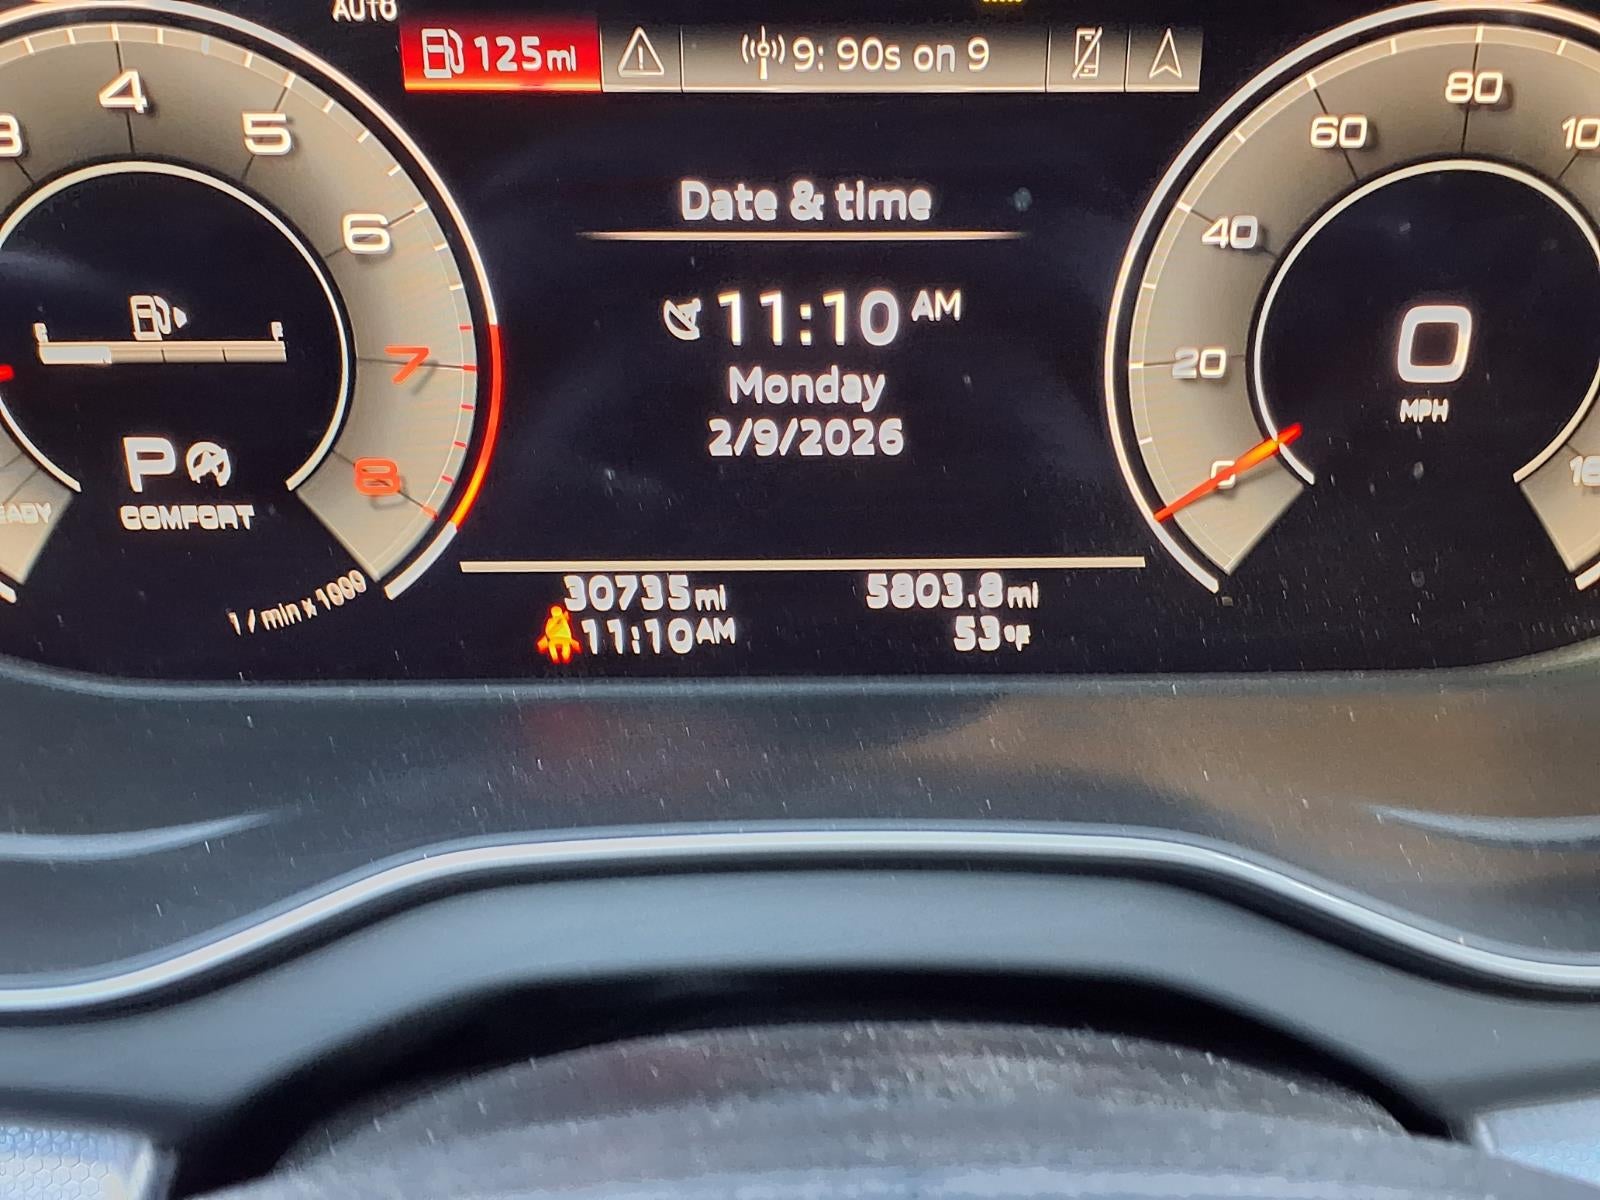 AUTO
125 mi
9: 90s on 9
Date & time
11:10 AM
Monday
2/9/2026
3
4
5
6
7
8
E F
P
COMFORT
1 / min x 1000
0
20
40
60
80
0
MPH
30735 mi
5803.8 mi
11:10 AM
53 °F